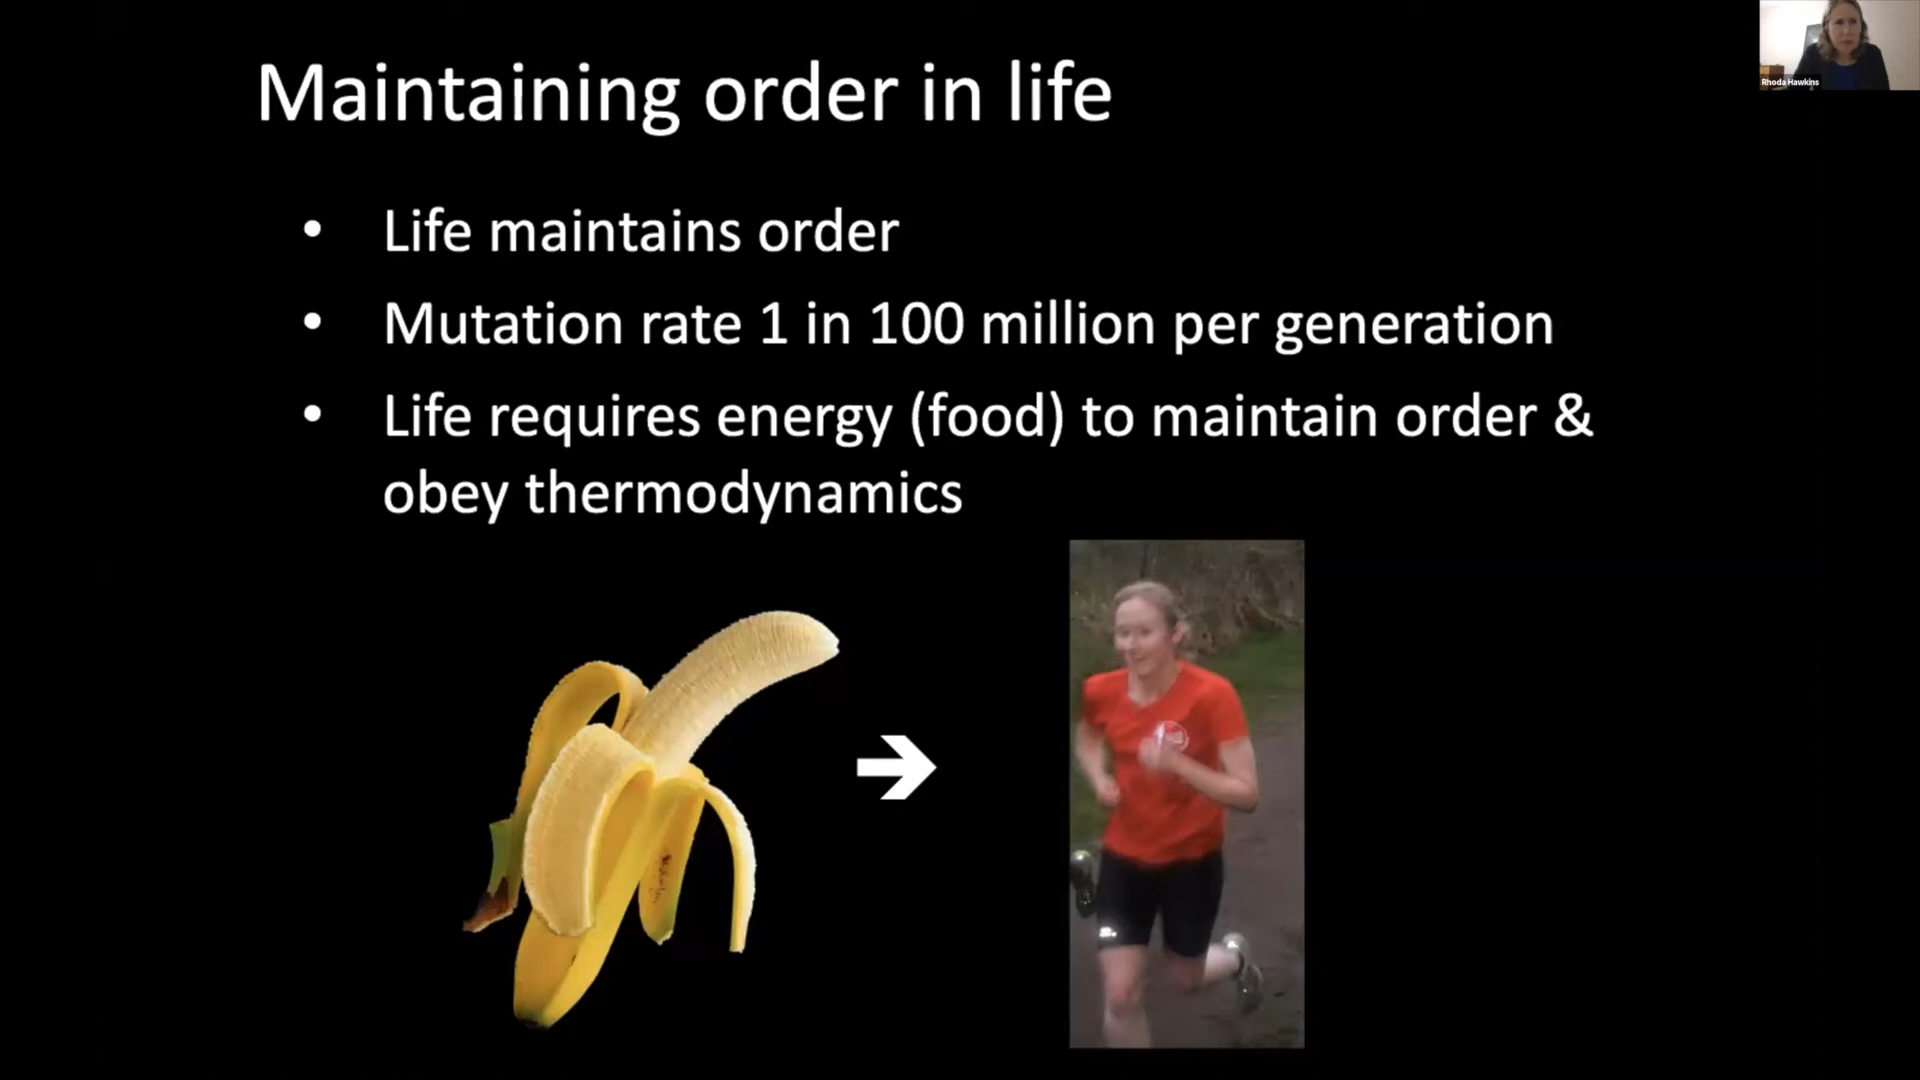 Maintaining order in life
Rhoda Hawkins
• Life maintains order
• Mutation rate 1 in 100 million per generation
• Life requires energy (food) to maintain order &
obey thermodynamics